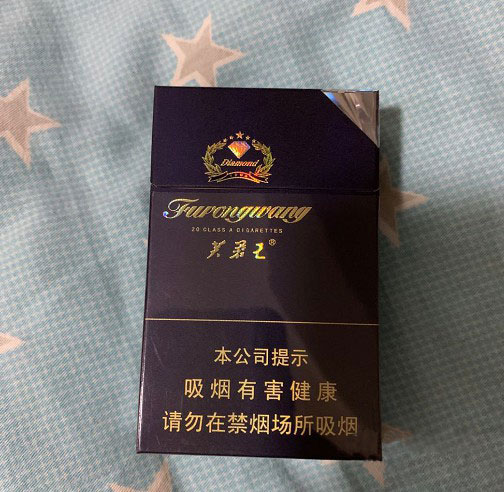 Diamond
Furongwang
20 CLASS A CIGARETTES
芙蓉王®
本公司提示
吸烟有害健康
请勿在禁烟场所吸烟